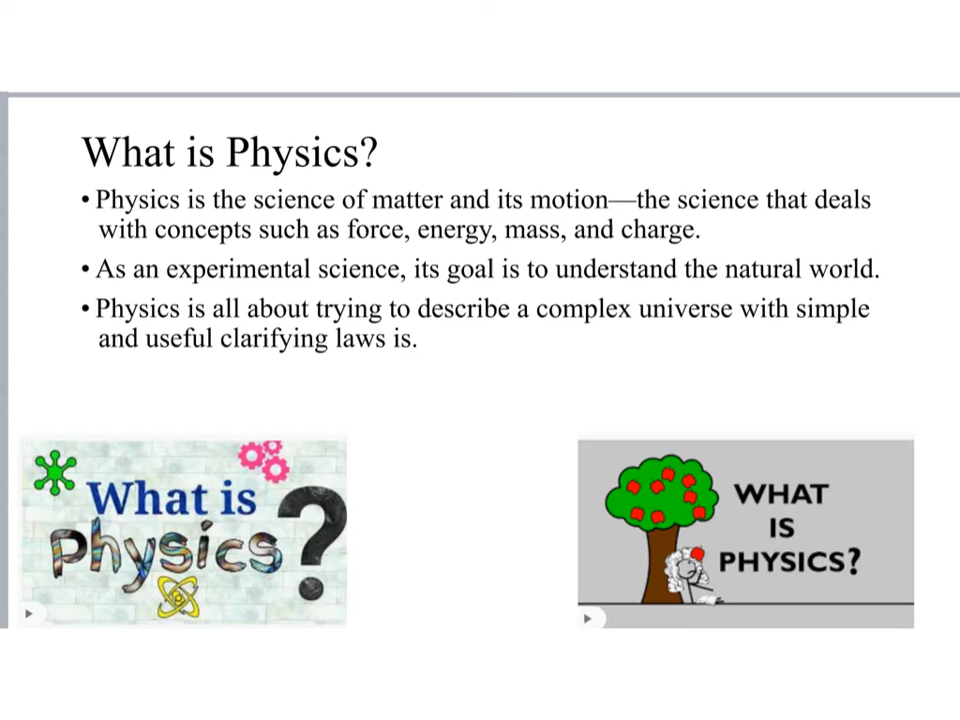 What is Physics?
• Physics is the science of matter and its motion—the science that deals
with concepts such as force, energy, mass, and charge.
• As an experimental science, its goal is to understand the natural world.
• Physics is all about trying to describe a complex universe with simple
and useful clarifying laws is.
What is
physics?
WHAT
IS
PHYSICS?